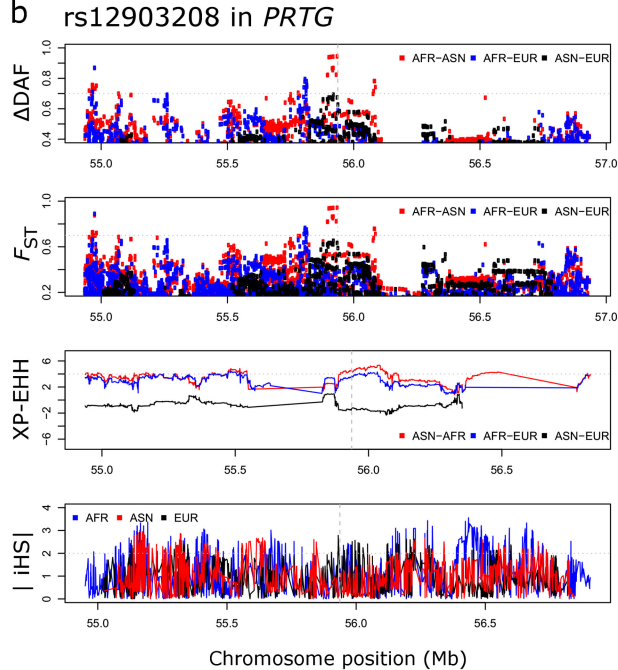 b rs12903208 in PRTG
ΔDAF
1.0
0.8
0.6
0.4
AFR−ASN AFR−EUR ASN−EUR
55.0 55.5 56.0 56.5 57.0
FST
1.0
0.6
0.2
AFR−ASN AFR−EUR ASN−EUR
55.0 55.5 56.0 56.5 57.0
XP-EHH
6
2
−2
−6
ASN−AFR AFR−EUR ASN−EUR
55.0 55.5 56.0 56.5
| iHS|
4
3
2
1
0
AFR ASN EUR
55.0 55.5 56.0 56.5
Chromosome position (Mb)